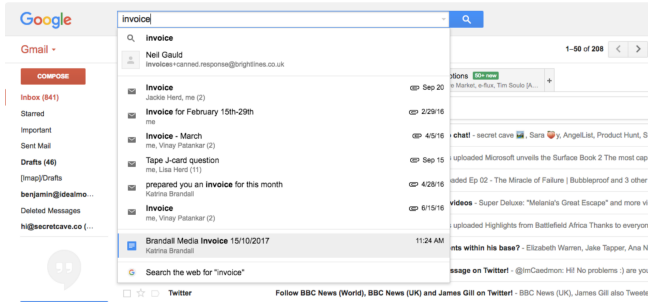 Google
invoice
Gmail
COMPOSE
Inbox (841)
Starred
Important
Sent Mail
Drafts (46)
[Imap]/Drafts
benjamin@idealmo...
Deleted Messages
hi@secretcave.co (...
invoice
Neil Gauld
invoices+canned.response@brightlines.co.uk
Invoice
Jackie Herd, me (2)
Sep 20
Invoice for February 15th-29th
me
2/29/16
Invoice - March
me, Vinay Patankar (2)
4/5/16
Tape J-card question
me, Lisa Herd (11)
Sep 15
prepared you an invoice for this month
Katrina Brandall
4/28/16
Invoice
me, Vinay Patankar (2)
6/15/16
Brandall Media Invoice 15/10/2017
Katrina Brandall
11:24 AM
G Search the web for "invoice"
1–50 of 208
otions 50+ new
e Market, e-flux, Tim Soulo [A...
+
chat! - secret cave, Sara y, AngelList, Product Hunt, S
uploaded Microsoft unveils the Surface Book 2 The most cap
aded Ep 02 - The Miracle of Failure | Bubbleproof and 3 other
videos - Super Deluxe: "Melania's Great Escape" and more vi
uploaded Highlights from Battlefield Africa Thanks to everyon
nts within his base? - Elizabeth Warren, Jake Tapper, Ana N
ssage on Twitter! - @ImCaedmon: Hi! No problems :) are you
Twitter
Follow BBC News (World), BBC News (UK) and James Gill on Twitter! - BBC News (UK), James Gill also Tweete